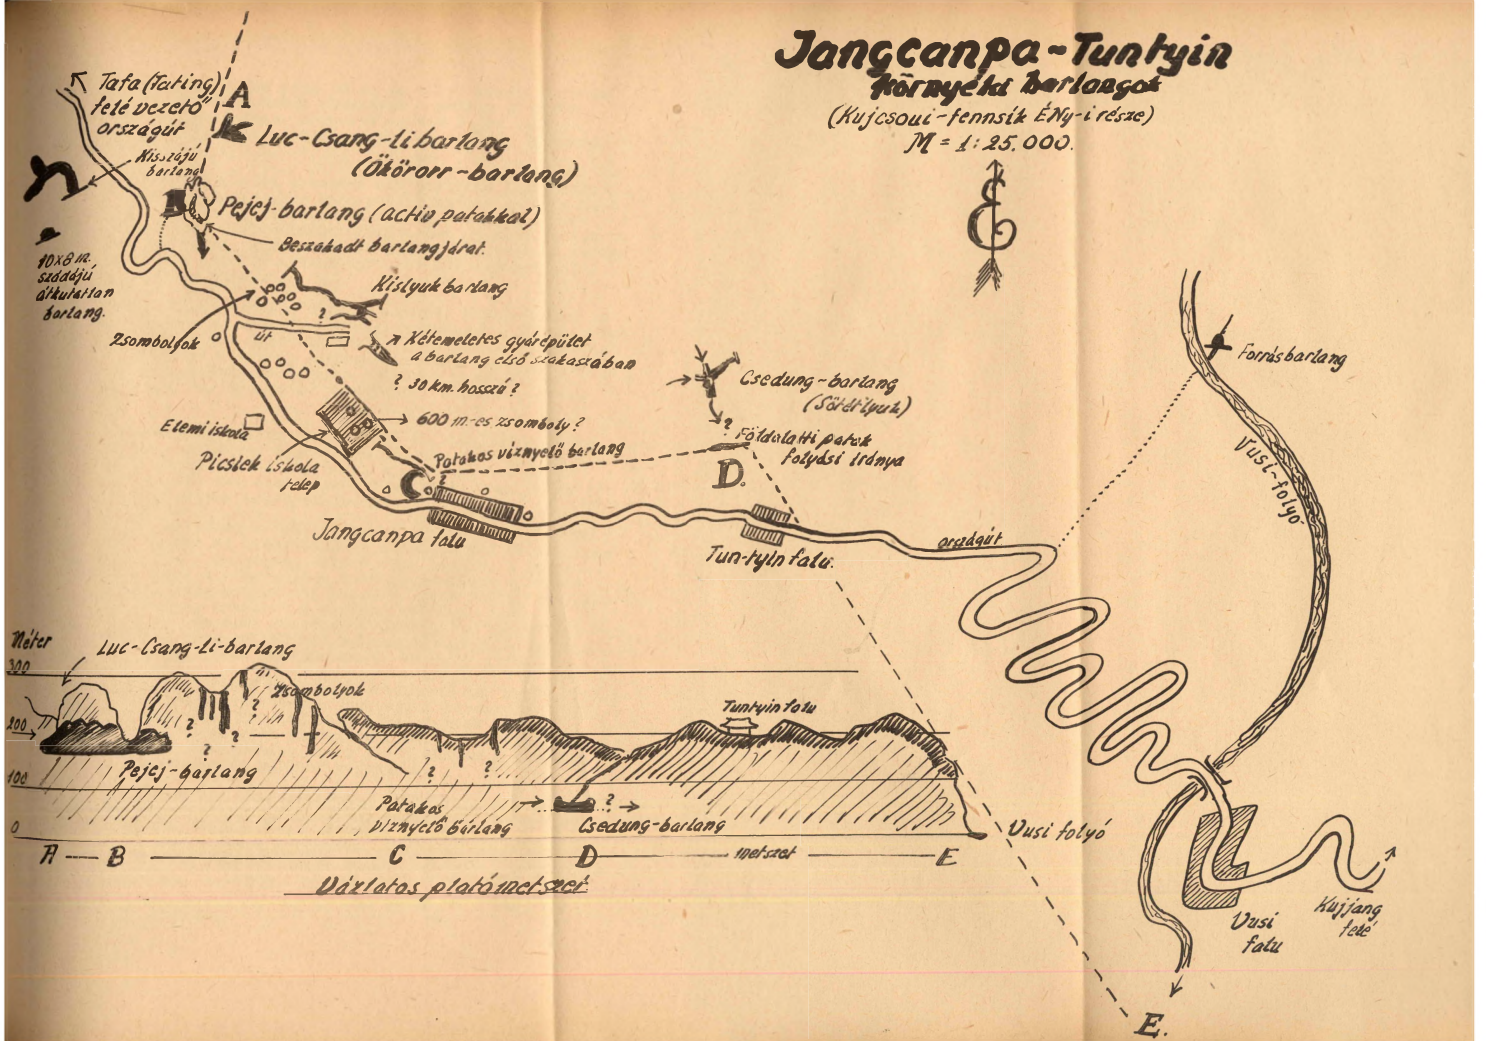 Jangcanpa-Tuntyin
környéki barlangok
(Kujcsoui-fennsík ÉNy-i része)
M = 1:25.000.
É
Tafa (Tating)
felé vezető
országút
A
Luc-Csang-li barlang
(Ökörorr-barlang)
Kisszájú
barlang
B
Pejej-barlang (activ patakkal)
Beszakadt barlangjárat.
10x8 m.
szádájú
átkutatlan
barlang.
Kislyuk barlang
?
Zsombolyok
út
Kétemeletes gyárépület
a barlang első szakaszában
? 30 km. hosszú?
Csedung-barlang
(Sötétlyuk)
?
Forrásbarlang
Elemi iskola
600 m.-es zsomboly?
Picslek iskola
telep
Patakos víznyelő barlang
?
C
Földalatti patak
folyási iránya
D.
Vusi-folyó
Jangcanpa falu
Tun-tyin falu.
országút
Méter
300
200
100
0
Luc-Csang-Li-barlang
Zsombolyok
?
?
?
?
Pejej-barlang
Tuntyin falu
?
?
Patakos
víznyelő barlang
?
Csedung-barlang
Vusi folyó
A B C D metszet E
Vázlatos platómetszet
Vusi
falu
Kujjang
felé
E.